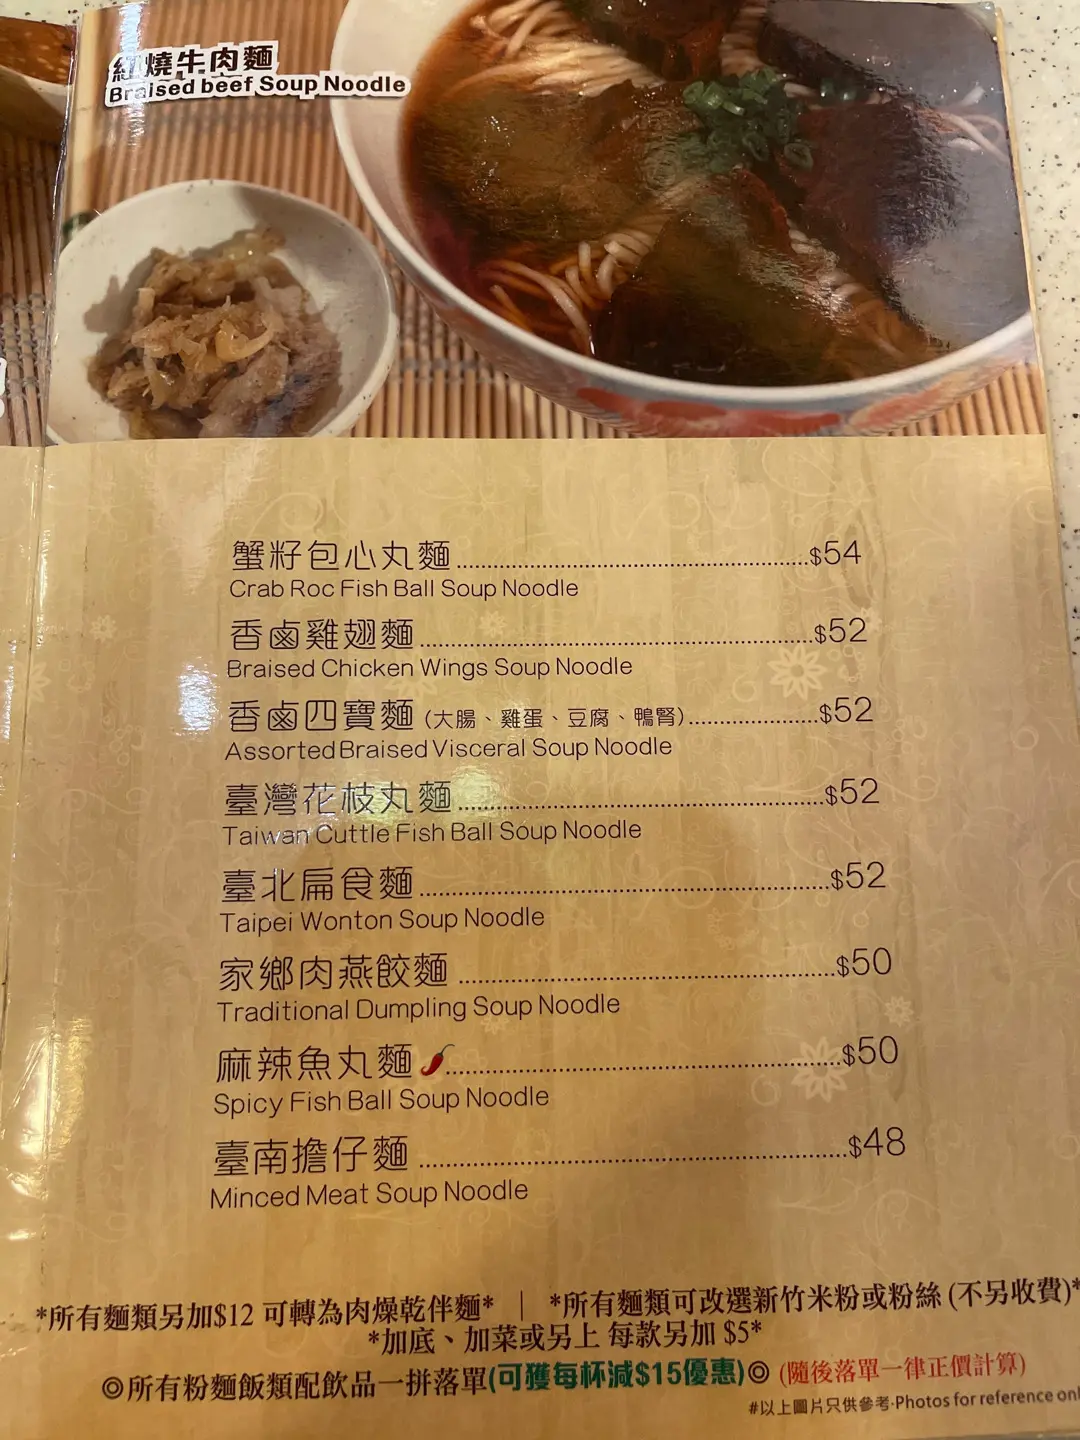 紅燒牛肉麵
Braised beef Soup Noodle
蟹籽包心丸麵........$54
Crab Roc Fish Ball Soup Noodle
香鹵雞翅麵........$52
Braised Chicken Wings Soup Noodle
香鹵四寶麵 (大腸、雞蛋、豆腐、鴨腎)........$52
Assorted Braised Visceral Soup Noodle
臺灣花枝丸麵........$52
Taiwan Cuttle Fish Ball Soup Noodle
臺北扁食麵........$52
Taipei Wonton Soup Noodle
家鄉肉燕餃麵........$50
Traditional Dumpling Soup Noodle
麻辣魚丸麵........$50
Spicy Fish Ball Soup Noodle
臺南擔仔麵........$48
Minced Meat Soup Noodle
*所有麵類另加$12 可轉為肉燥乾伴麵* | *所有麵類可改選新竹米粉或粉絲 (不另收費)*
*加底、加菜或另上 每款另加 $5*
◎所有粉麵飯類配飲品一拼落單(可獲每杯減$15優惠)◎ (隨後落單一律正價計算)
#以上圖片只供參考·Photos for reference